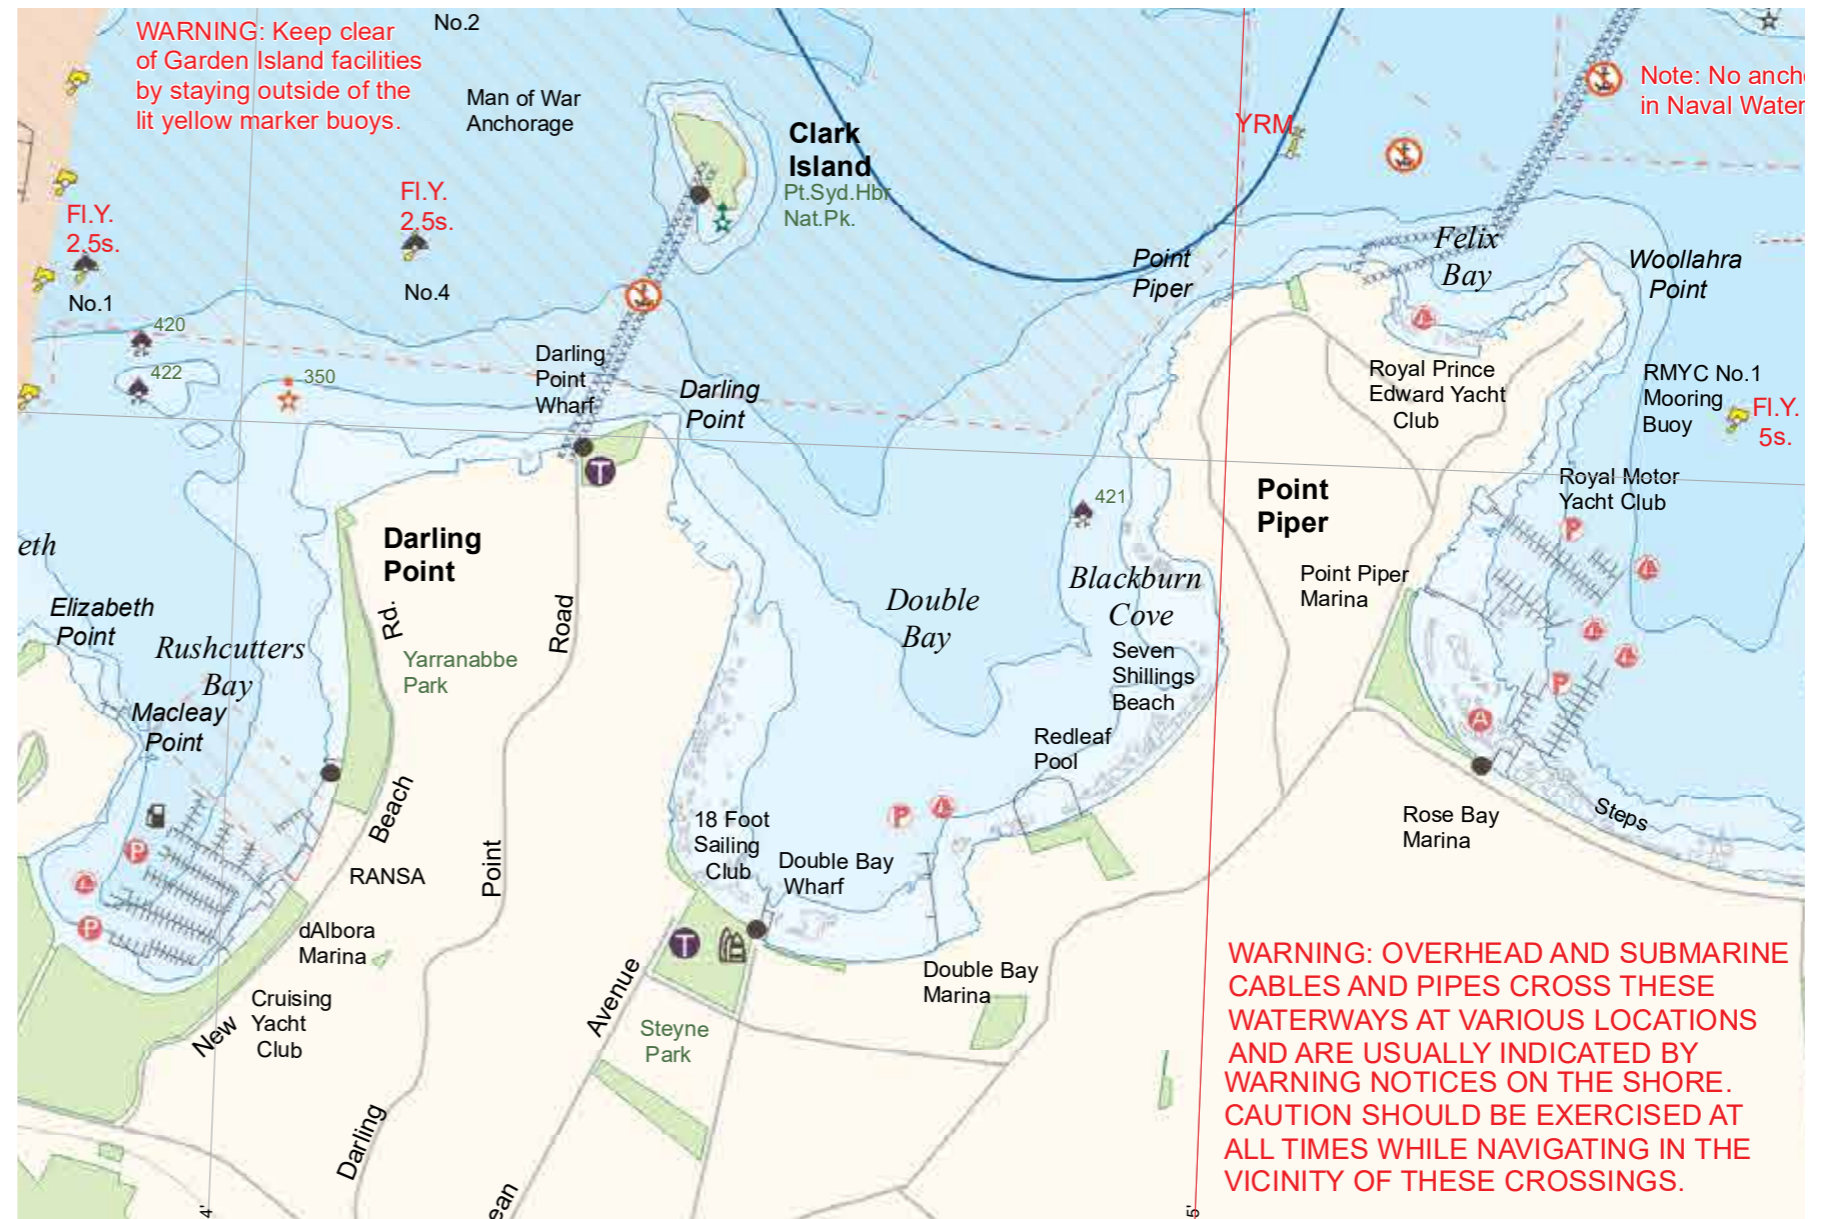 WARNING: Keep clear
of Garden Island facilities
by staying outside of the
lit yellow marker buoys.
No.2
Man of War
Anchorage
Clark
Island
Pt.Syd.Hbr
Nat.Pk.
YRM
Note: No anch
in Naval Water
Fl.Y.
2.5s.
No.1
Fl.Y.
2.5s.
No.4
420
422
350
Darling
Point
Wharf
Darling
Point
Point
Piper
Felix
Bay
Woollahra
Point
Royal Prince
Edward Yacht
Club
RMYC No.1
Mooring
Buoy
Fl.Y.
5s.
Royal Motor
Yacht Club
P
421
Point
Piper
Darling
Point
T
eth
Elizabeth
Point
Rushcutters
Bay
Macleay
Point
Rd.
Yarranabbe
Park
Road
Double
Bay
Blackburn
Cove
Seven
Shillings
Beach
Redleaf
Pool
Point Piper
Marina
P
A
Rose Bay
Marina
Steps
Beach
RANSA
Point
P
P
dAlbora
Marina
Cruising
Yacht
Club
New
Darling
18 Foot
Sailing
Club
Double Bay
Wharf
P
T
Avenue
Steyne
Park
Double Bay
Marina
ean
WARNING: OVERHEAD AND SUBMARINE
CABLES AND PIPES CROSS THESE
WATERWAYS AT VARIOUS LOCATIONS
AND ARE USUALLY INDICATED BY
WARNING NOTICES ON THE SHORE.
CAUTION SHOULD BE EXERCISED AT
ALL TIMES WHILE NAVIGATING IN THE
VICINITY OF THESE CROSSINGS.
4'
5'